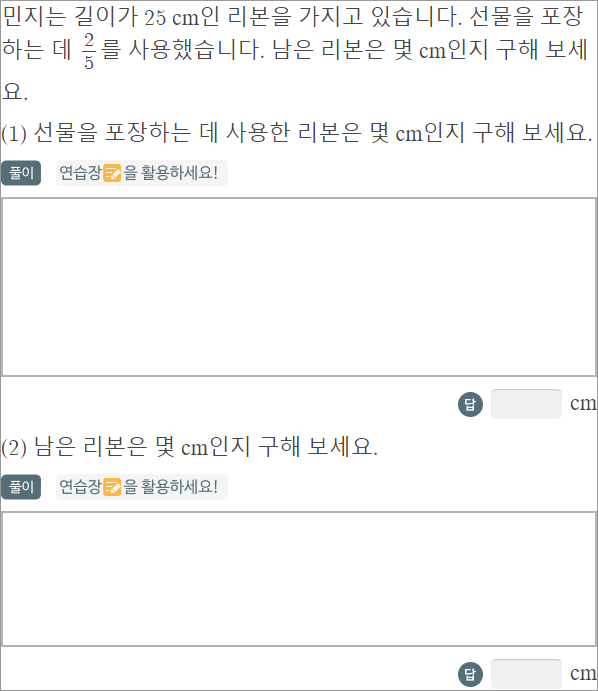 민지는 길이가 25 cm인 리본을 가지고 있습니다. 선물을 포장
하는 데 2/5를 사용했습니다. 남은 리본은 몇 cm인지 구해 보세
요.
(1) 선물을 포장하는 데 사용한 리본은 몇 cm인지 구해 보세요.
풀이 연습장을 활용하세요!
답 cm
(2) 남은 리본은 몇 cm인지 구해 보세요.
풀이 연습장을 활용하세요!
답 cm